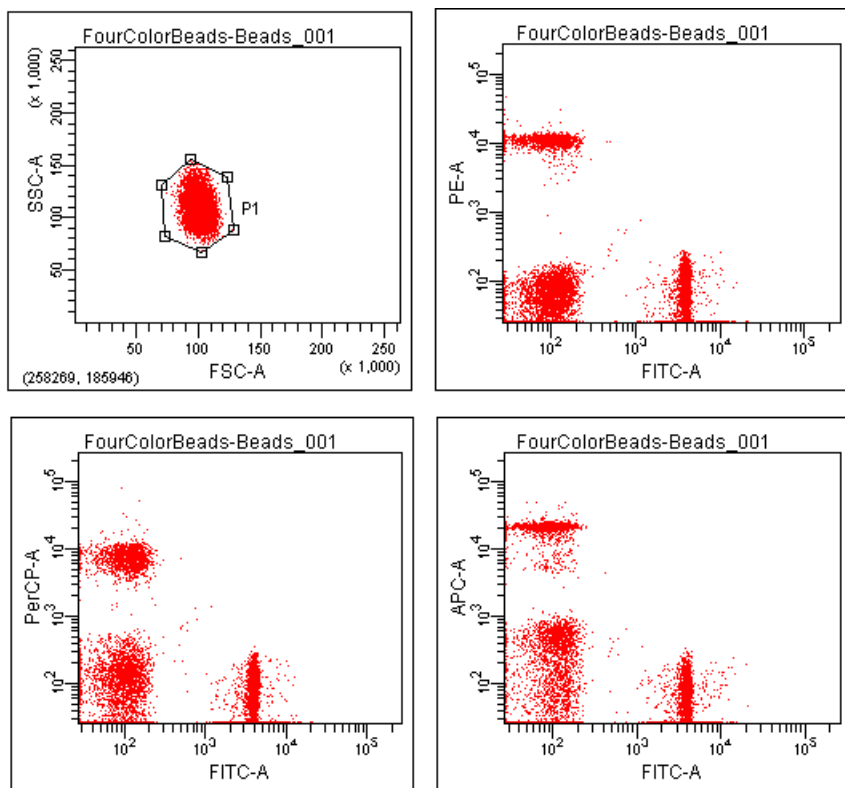 FourColorBeads-Beads_001
(x 1,000)
SSC-A
250
200
150
100
50
P1
50 100 150 200 250
FSC-A
(x 1,000)
(258269, 185946)
FourColorBeads-Beads_001
PE-A
10^5
10^4
10^3
10^2
10^2 10^3 10^4 10^5
FITC-A
FourColorBeads-Beads_001
PerCP-A
10^5
10^4
10^3
10^2
10^2 10^3 10^4 10^5
FITC-A
FourColorBeads-Beads_001
APC-A
10^5
10^4
10^3
10^2
10^2 10^3 10^4 10^5
FITC-A